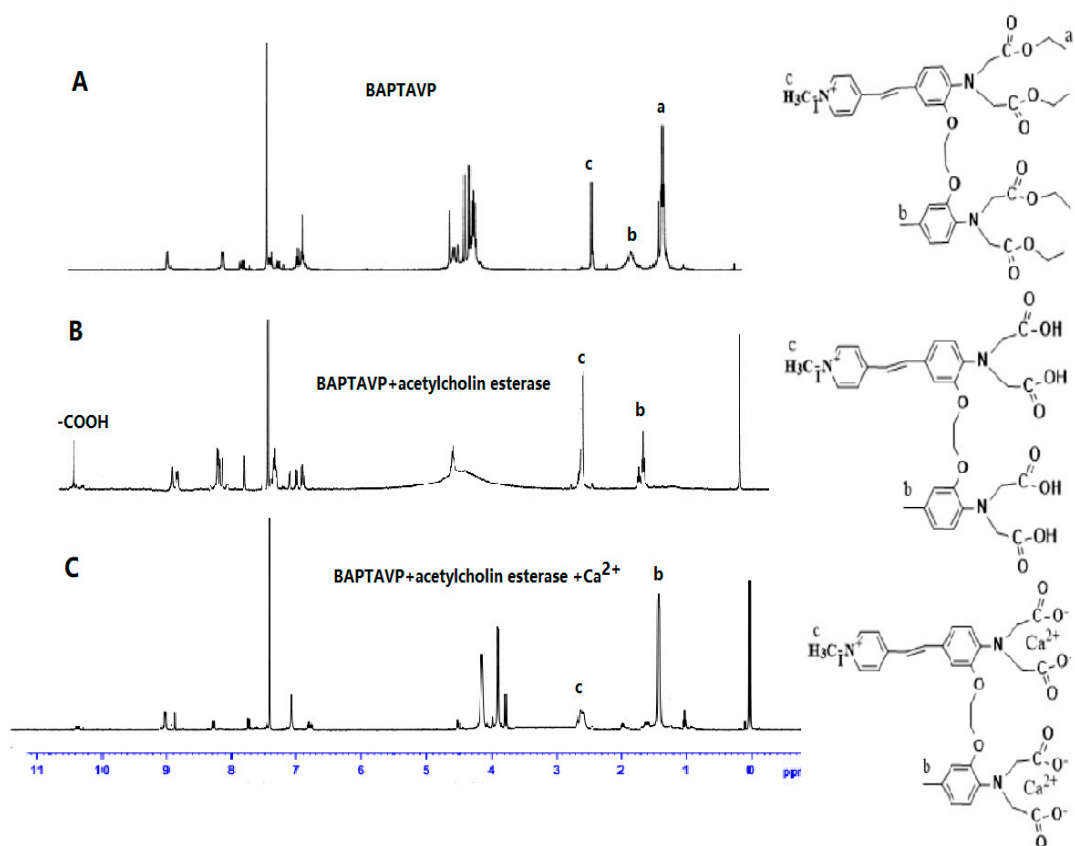 A
BAPTAVP
a
c
b
B
BAPTAVP+acetylcholin esterase
-COOH
c
b
C
BAPTAVP+acetylcholin esterase +Ca2+
b
c
11 10 9 8 7 6 5 4 3 2 1 0 ppm
O
C
O
a
c
H3C
N+
I
N
C
O
O
O
O
O
C
O
b
N
C
O
O
O
C
OH
c
H3C
N+
I
N
C
OH
O
O
O
O
C
OH
b
N
C
OH
O
O
C
O-
c
Ca2+
H3C
N+
I
N
C
O-
O
O
O
O
C
O-
b
N
Ca2+
C
O-
O